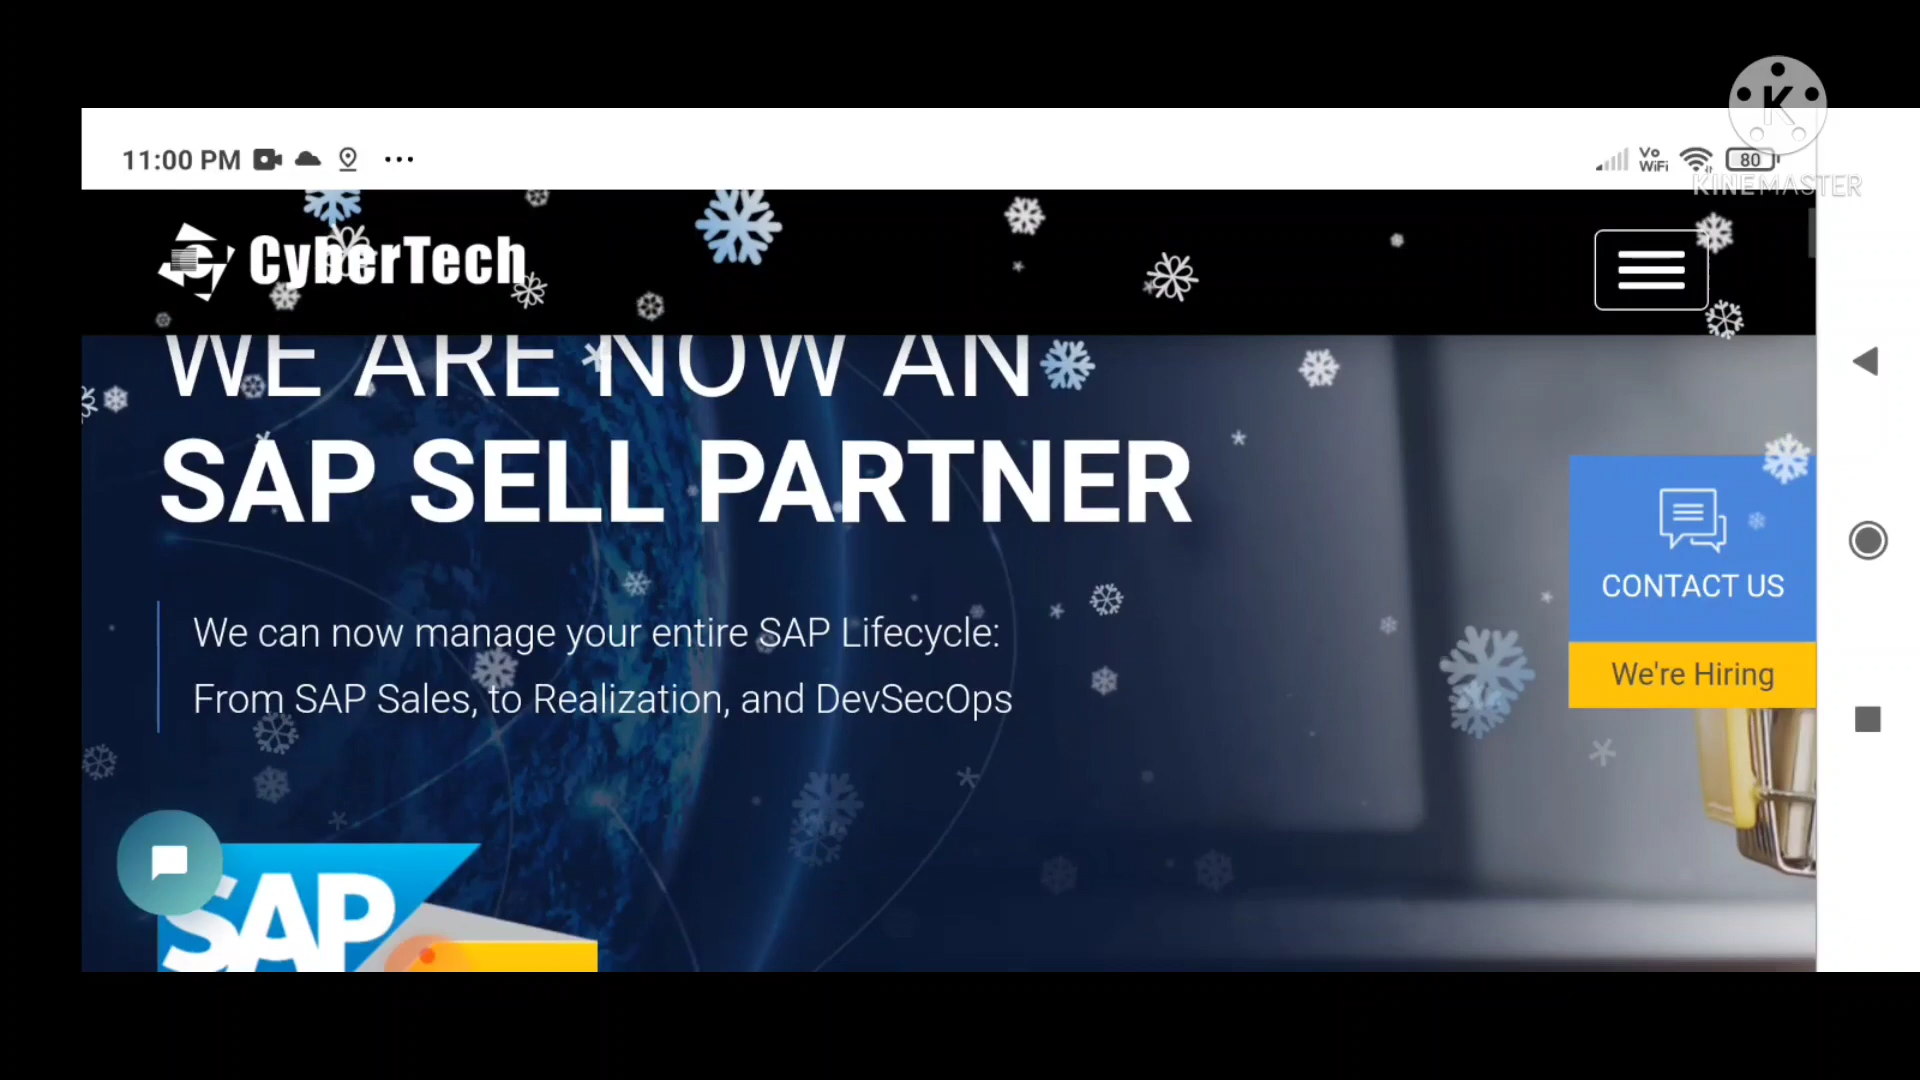 11:00 PM
Vo
WiFi
80
K
KINEMASTER
CyberTech
WE ARE NOW AN
SAP SELL PARTNER
We can now manage your entire SAP Lifecycle:
From SAP Sales, to Realization, and DevSecOps
CONTACT US
We're Hiring
SAP